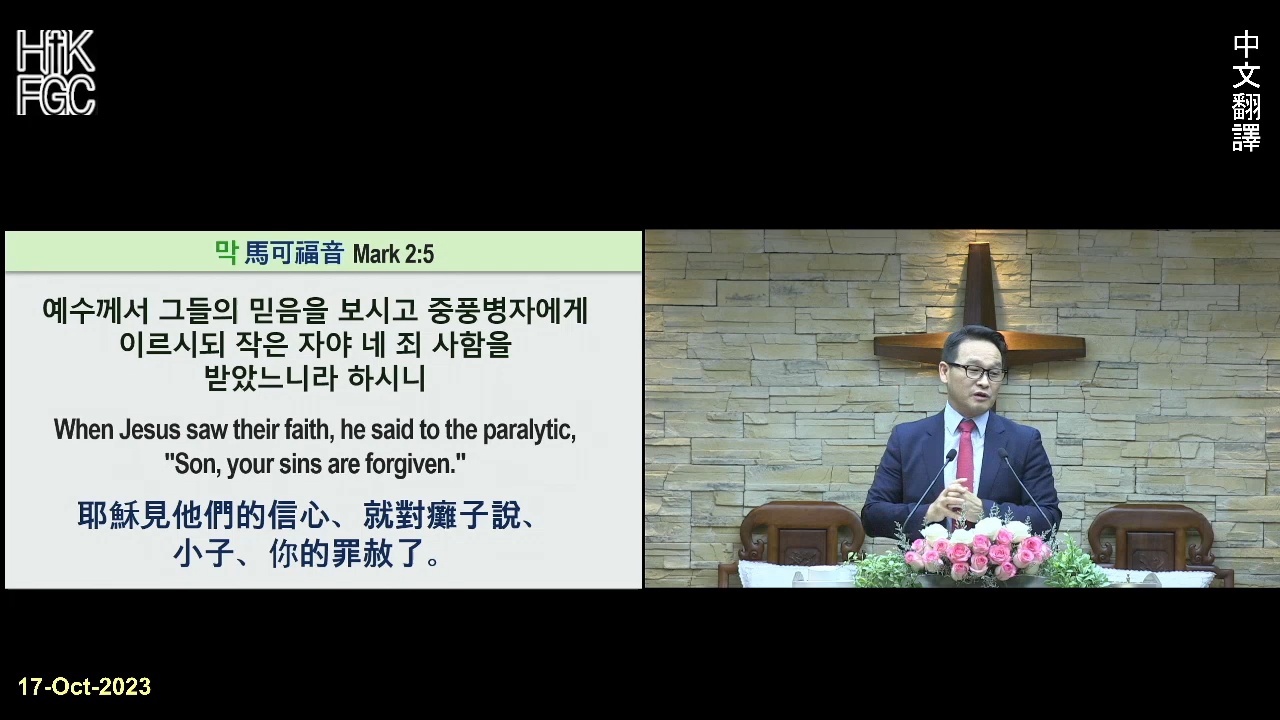 HfK
FGC
中文翻譯
막 馬可福音 Mark 2:5
예수께서 그들의 믿음을 보시고 중풍병자에게
이르시되 작은 자야 네 죄 사함을
받았느니라 하시니
When Jesus saw their faith, he said to the paralytic,
"Son, your sins are forgiven."
耶穌見他們的信心、就對癱子說、
小子、你的罪赦了。
17-Oct-2023